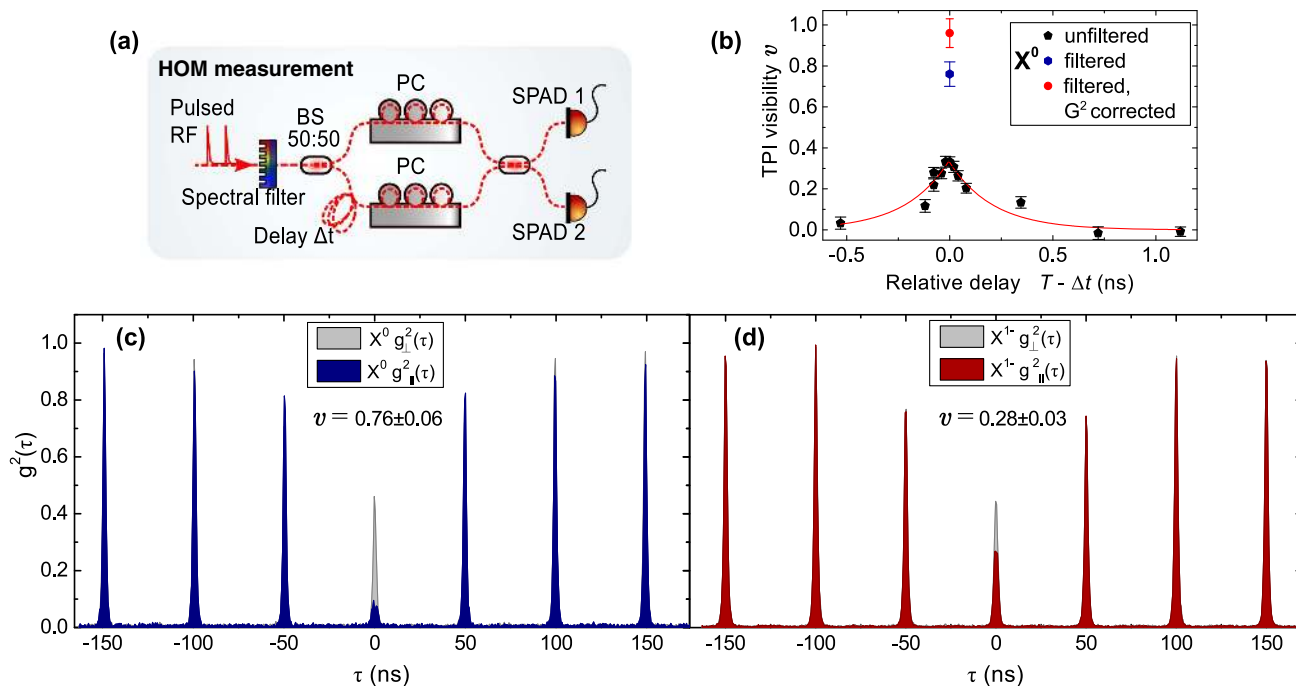 (a)
HOM measurement
Pulsed
RF
BS
50:50
PC
PC
SPAD 1
SPAD 2
Spectral filter
Delay Δt
(b)
TPI visibility v
1.0
0.8
0.6
0.4
0.2
0.0
-0.5
0.0
0.5
1.0
Relative delay T - Δt (ns)
X⁰
unfiltered
filtered
filtered,
G² corrected
(c)
g²(τ)
1.0
0.8
0.6
0.4
0.2
0.0
X⁰ g²⊥(τ)
X⁰ g²||(τ)
v = 0.76±0.06
-150
-100
-50
0
50
100
150
τ (ns)
(d)
X¹⁻ g²⊥(τ)
X¹⁻ g²||(τ)
v = 0.28±0.03
-150
-100
-50
0
50
100
150
τ (ns)